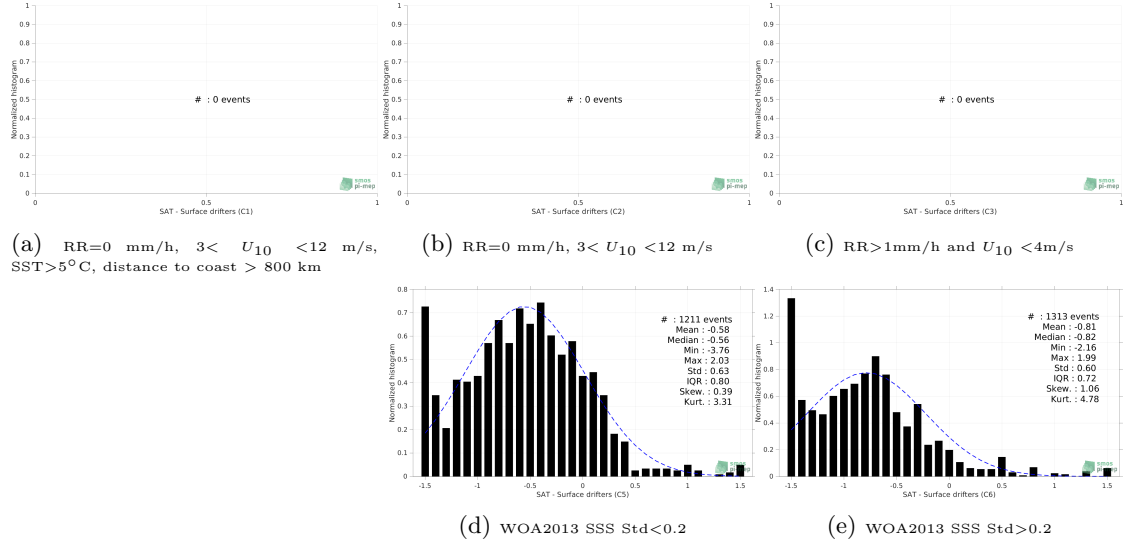 1
0.9
0.8
0.7
0.6
0.5
0.4
0.3
0.2
0.1
0
Normalized histogram
# : 0 events
smos
pi-mep
0 0.5 1
SAT - Surface drifters (C1)
(a) RR=0 mm/h, 3< U10 <12 m/s,
SST>5°C, distance to coast > 800 km
1
0.9
0.8
0.7
0.6
0.5
0.4
0.3
0.2
0.1
0
Normalized histogram
# : 0 events
smos
pi-mep
0 0.5 1
SAT - Surface drifters (C2)
(b) RR=0 mm/h, 3< U10 <12 m/s
1
0.9
0.8
0.7
0.6
0.5
0.4
0.3
0.2
0.1
0
Normalized histogram
# : 0 events
smos
pi-mep
0 0.5 1
SAT - Surface drifters (C3)
(c) RR>1mm/h and U10 <4m/s
0.8
0.7
0.6
0.5
0.4
0.3
0.2
0.1
0
Normalized histogram
# : 1211 events
Mean : -0.58
Median : -0.56
Min : -3.76
Max : 2.03
Std : 0.63
IQR : 0.80
Skew. : 0.39
Kurt. : 3.31
smos
pi-mep
-1.5 -1 -0.5 0 0.5 1 1.5
SAT - Surface drifters (C5)
(d) WOA2013 SSS Std<0.2
1.4
1.2
1
0.8
0.6
0.4
0.2
0
Normalized histogram
# : 1313 events
Mean : -0.81
Median : -0.82
Min : -2.16
Max : 1.99
Std : 0.60
IQR : 0.72
Skew. : 1.06
Kurt. : 4.78
smos
pi-mep
-1.5 -1 -0.5 0 0.5 1 1.5
SAT - Surface drifters (C6)
(e) WOA2013 SSS Std>0.2